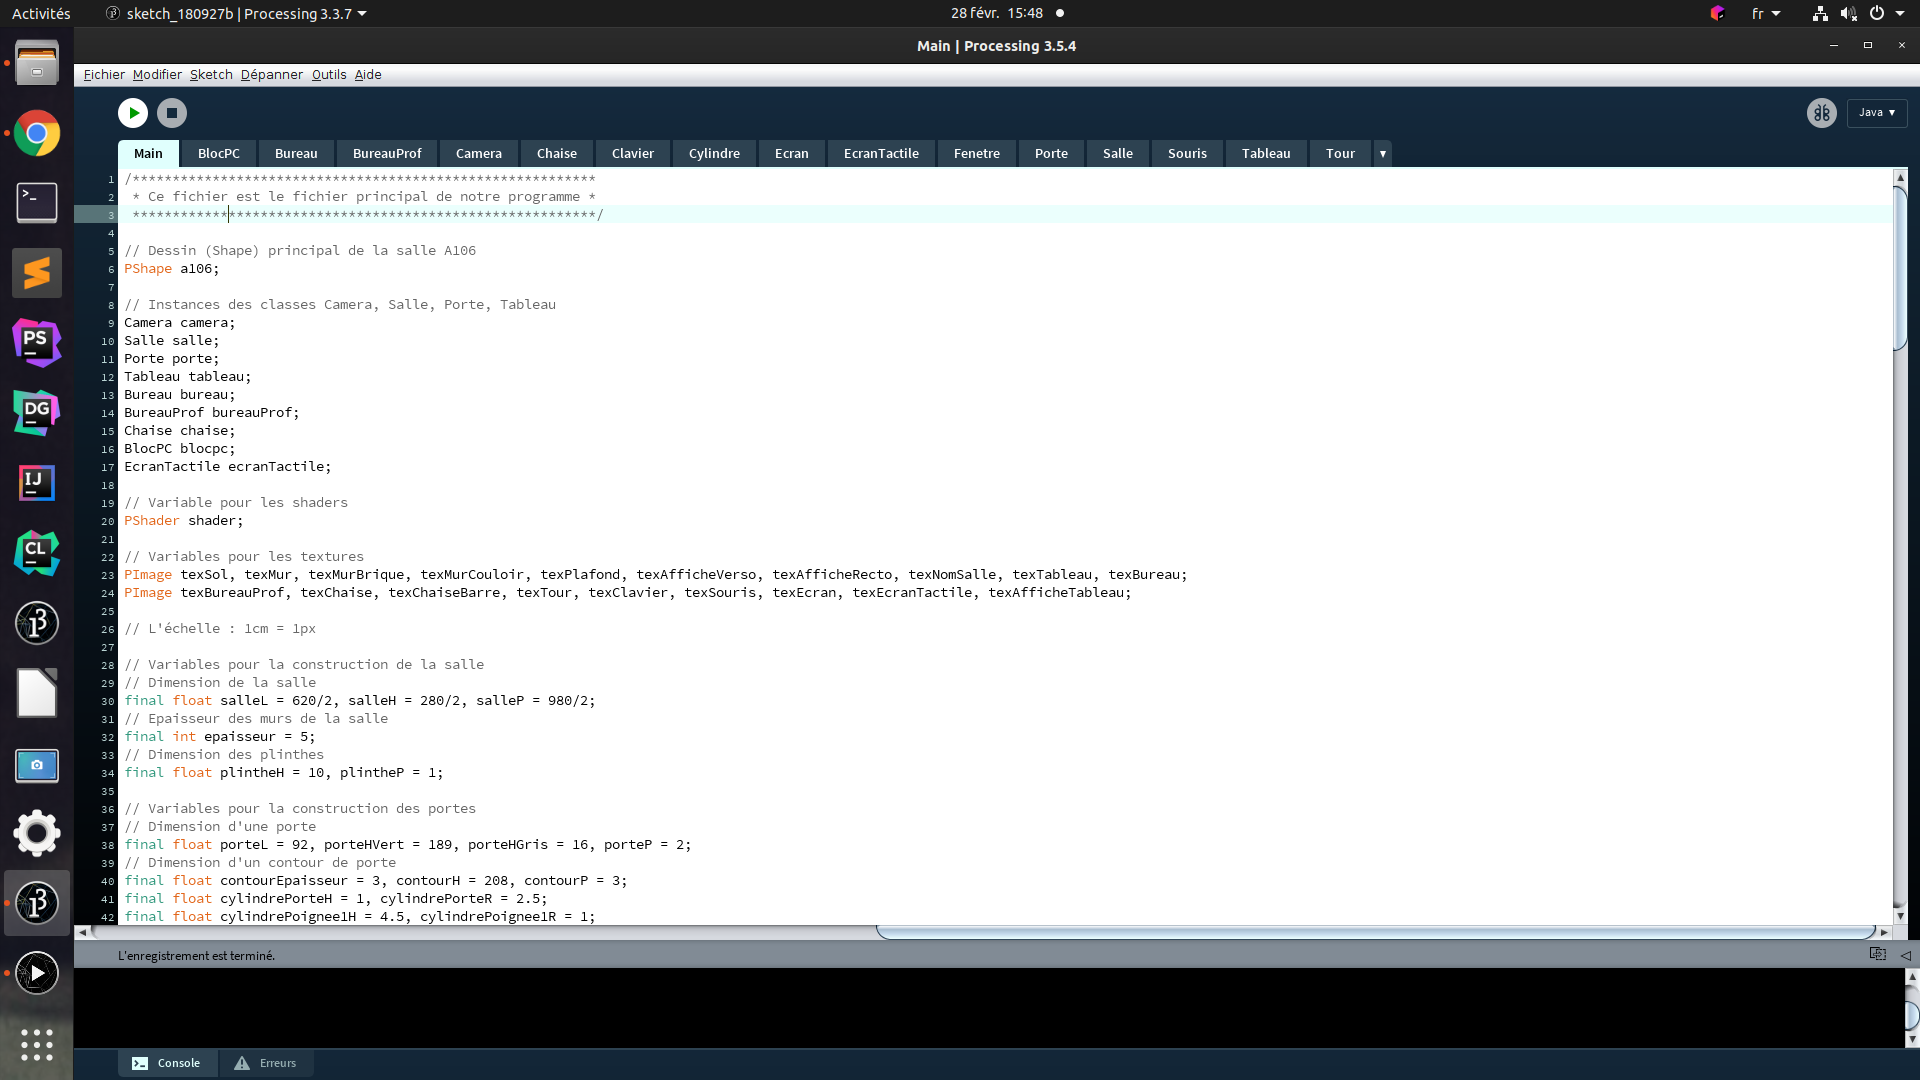 Activités sketch_180927b | Processing 3.3.7 28 févr. 15:48 fr
Main | Processing 3.5.4
Fichier Modifier Sketch Dépanner Outils Aide
Java
Main BlocPC Bureau BureauProf Camera Chaise Clavier Cylindre Ecran EcranTactile Fenetre Porte Salle Souris Tableau Tour
1 /**********************************************************
2 * Ce fichier est le fichier principal de notre programme *
3 **********************************************************/
4
5 // Dessin (Shape) principal de la salle A106
6 PShape a106;
7
8 // Instances des classes Camera, Salle, Porte, Tableau
9 Camera camera;
10 Salle salle;
11 Porte porte;
12 Tableau tableau;
13 Bureau bureau;
14 BureauProf bureauProf;
15 Chaise chaise;
16 BlocPC blocpc;
17 EcranTactile ecranTactile;
18
19 // Variable pour les shaders
20 PShader shader;
21
22 // Variables pour les textures
23 PImage texSol, texMur, texMurBrique, texMurCouloir, texPlafond, texAfficheVerso, texAfficheRecto, texNomSalle, texTableau, texBureau;
24 PImage texBureauProf, texChaise, texChaiseBarre, texTour, texClavier, texSouris, texEcran, texEcranTactile, texAfficheTableau;
25
26 // L'échelle : 1cm = 1px
27
28 // Variables pour la construction de la salle
29 // Dimension de la salle
30 final float salleL = 620/2, salleH = 280/2, salleP = 980/2;
31 // Epaisseur des murs de la salle
32 final int epaisseur = 5;
33 // Dimension des plinthes
34 final float plintheH = 10, plintheP = 1;
35
36 // Variables pour la construction des portes
37 // Dimension d'une porte
38 final float porteL = 92, porteHVert = 189, porteHGris = 16, porteP = 2;
39 // Dimension d'un contour de porte
40 final float contourEpaisseur = 3, contourH = 208, contourP = 3;
41 final float cylindrePorteH = 1, cylindrePorteR = 2.5;
42 final float cylindrePoignee1H = 4.5, cylindrePoignee1R = 1;
L'enregistrement est terminé.
Console Erreurs
PS
DG
IJ
CL